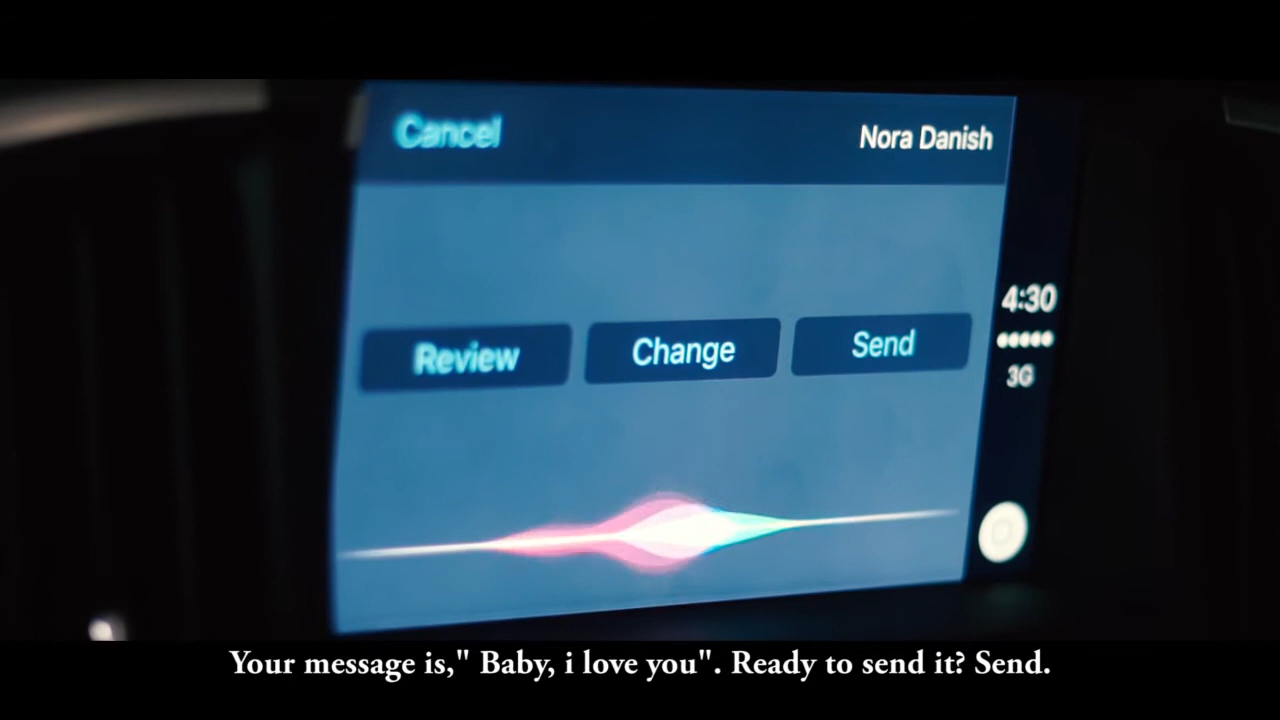 Cancel
Nora Danish
Review
Change
Send
4:30
3G
Your message is," Baby, i love you". Ready to send it? Send.